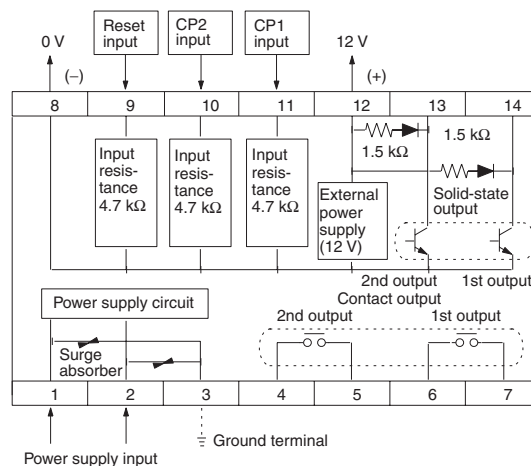 0 V
Reset
input
CP2
input
CP1
input
12 V
(−)
(+)
8 9 10 11 12 13 14
1.5 kΩ
1.5 kΩ
Input
resis-
tance
4.7 kΩ
Input
resis-
tance
4.7 kΩ
Input
resis-
tance
4.7 kΩ
External
power
supply
(12 V)
Solid-state
output
2nd output
1st output
Contact output
Power supply circuit
2nd output
1st output
Surge
absorber
1 2 3 4 5 6 7
Ground terminal
Power supply input